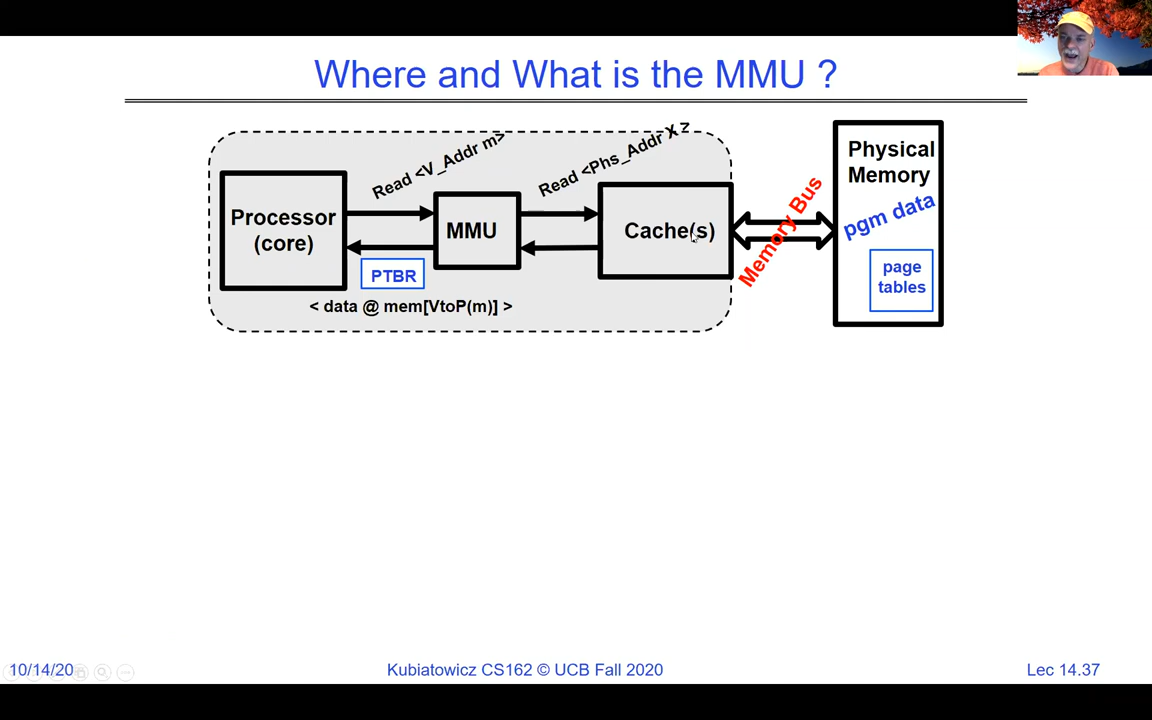 Where and What is the MMU ?
Read <V_Addr m>
Read <Phs_Addr X >
Processor
(core)
MMU
Cache(s)
PTBR
< data @ mem[VtoP(m)] >
Memory Bus
Physical
Memory
pgm data
page
tables
10/14/20
Kubiatowicz CS162 © UCB Fall 2020
Lec 14.37